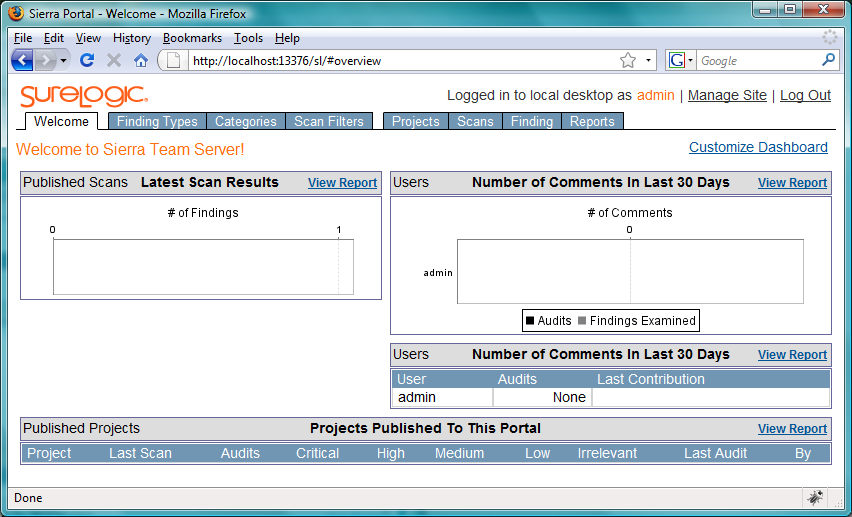 Sierra Portal - Welcome - Mozilla Firefox
File Edit View History Bookmarks Tools Help
http://localhost:13376/sl/#overview
G Google
SURELOGIC
Logged in to local desktop as admin | Manage Site | Log Out
Welcome Finding Types Categories Scan Filters Projects Scans Finding Reports
Welcome to Sierra Team Server!
Customize Dashboard
Published Scans Latest Scan Results View Report
# of Findings
0 1
Users Number of Comments In Last 30 Days View Report
# of Comments
0
admin
Audits Findings Examined
Users Number of Comments In Last 30 Days View Report
User Audits Last Contribution
admin None
Published Projects Projects Published To This Portal View Report
Project Last Scan Audits Critical High Medium Low Irrelevant Last Audit By
Done